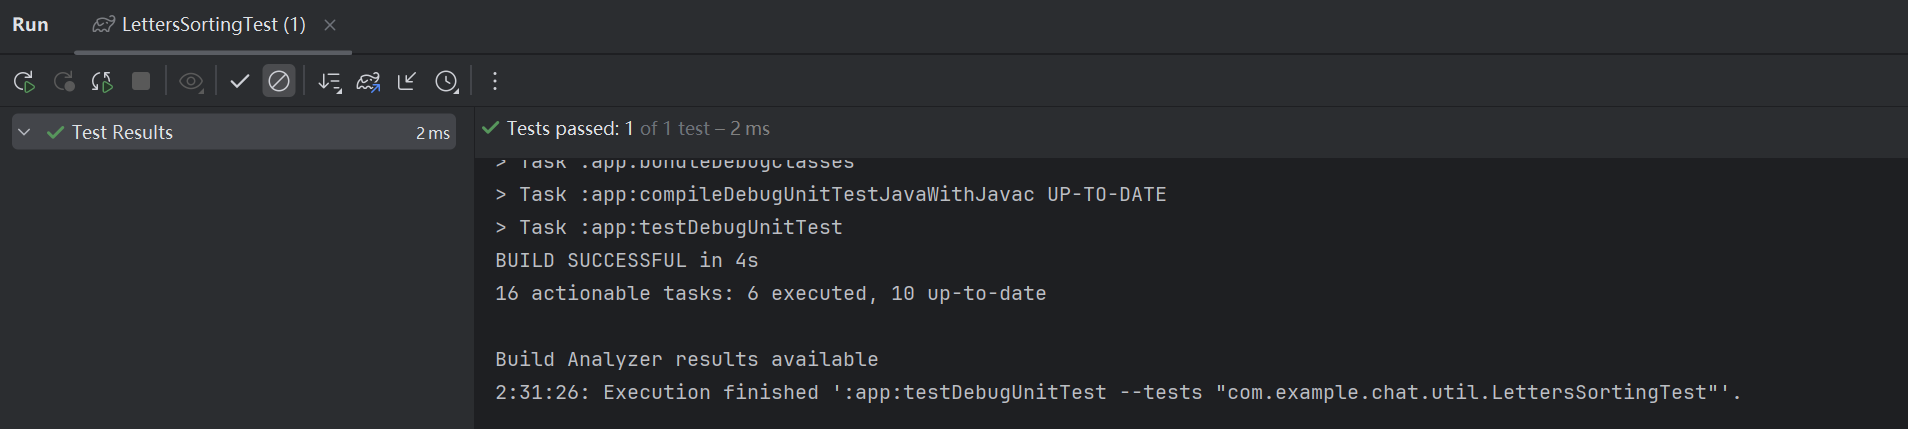 Run LettersSortingTest (1)
Test Results 2 ms
Tests passed: 1 of 1 test – 2 ms
> Task :app:bundleDebugClasses
> Task :app:compileDebugUnitTestJavaWithJavac UP-TO-DATE
> Task :app:testDebugUnitTest
BUILD SUCCESSFUL in 4s
16 actionable tasks: 6 executed, 10 up-to-date
Build Analyzer results available
2:31:26: Execution finished ':app:testDebugUnitTest --tests "com.example.chat.util.LettersSortingTest"'.